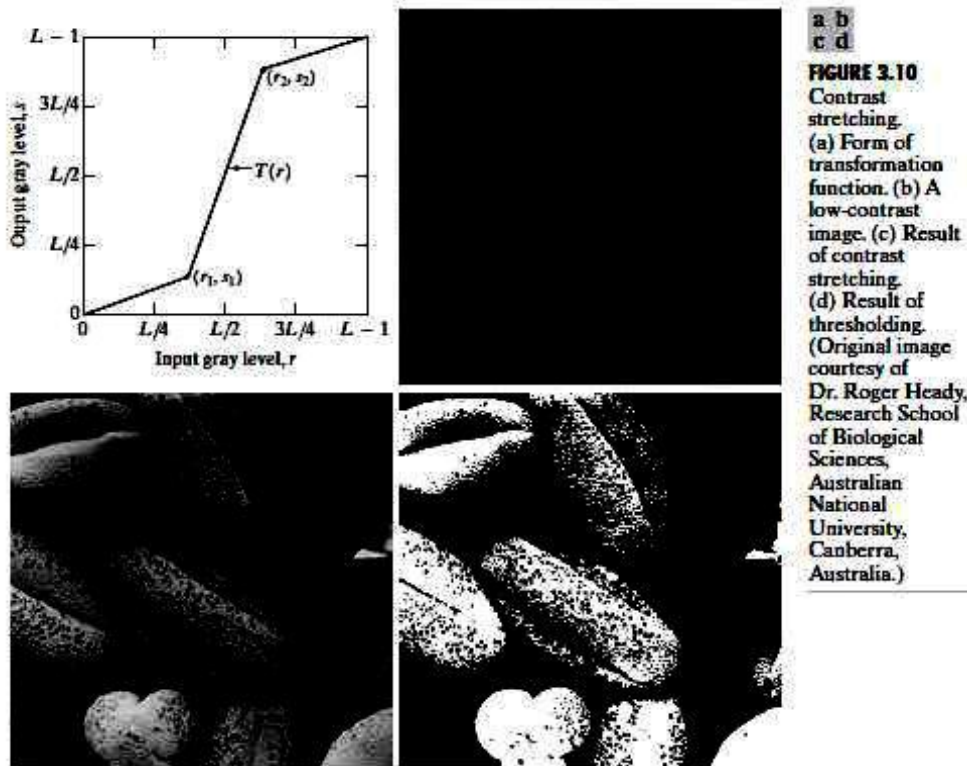 L − 1
3L/4
L/2
L/4
0
Ouput gray level, s
(r₂, s₂)
T(r)
(r₁, s₁)
0 L/4 L/2 3L/4 L − 1
Input gray level, r
a b
c d
FIGURE 3.10
Contrast
stretching.
(a) Form of
transformation
function. (b) A
low-contrast
image. (c) Result
of contrast
stretching.
(d) Result of
thresholding.
(Original image
courtesy of
Dr. Roger Heady,
Research School
of Biological
Sciences,
Australian
National
University,
Canberra,
Australia.)